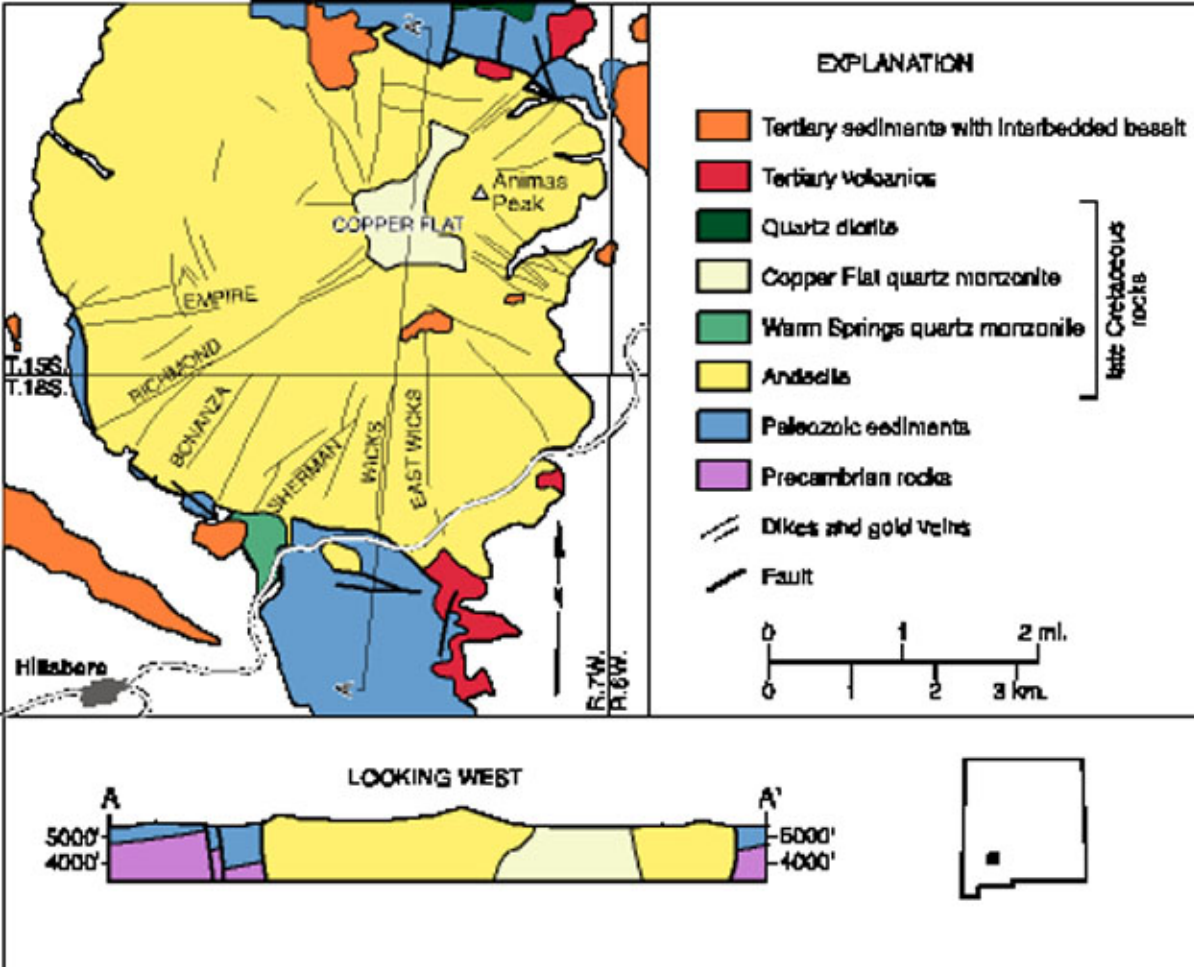 A'
Animas
Peak
COPPER FLAT
EMPIRE
RICHMOND
BONANZA
SHERMAN
WICKS
EAST WICKS
T.15S.
T.16S.
Hillsboro
A
R.7W.
R.6W.
EXPLANATION
Tertiary sediments with interbedded basalt
Tertiary volcanics
Quartz diorite
Copper Flat quartz monzonite
Warm Springs quartz monzonite
Andesite
Paleozoic sediments
Precambrian rocks
late Cretaceous
rocks
Dikes and gold veins
Fault
0 1 2 mi.
0 1 2 3 km.
LOOKING WEST
A A'
5000' 5000'
4000' 4000'